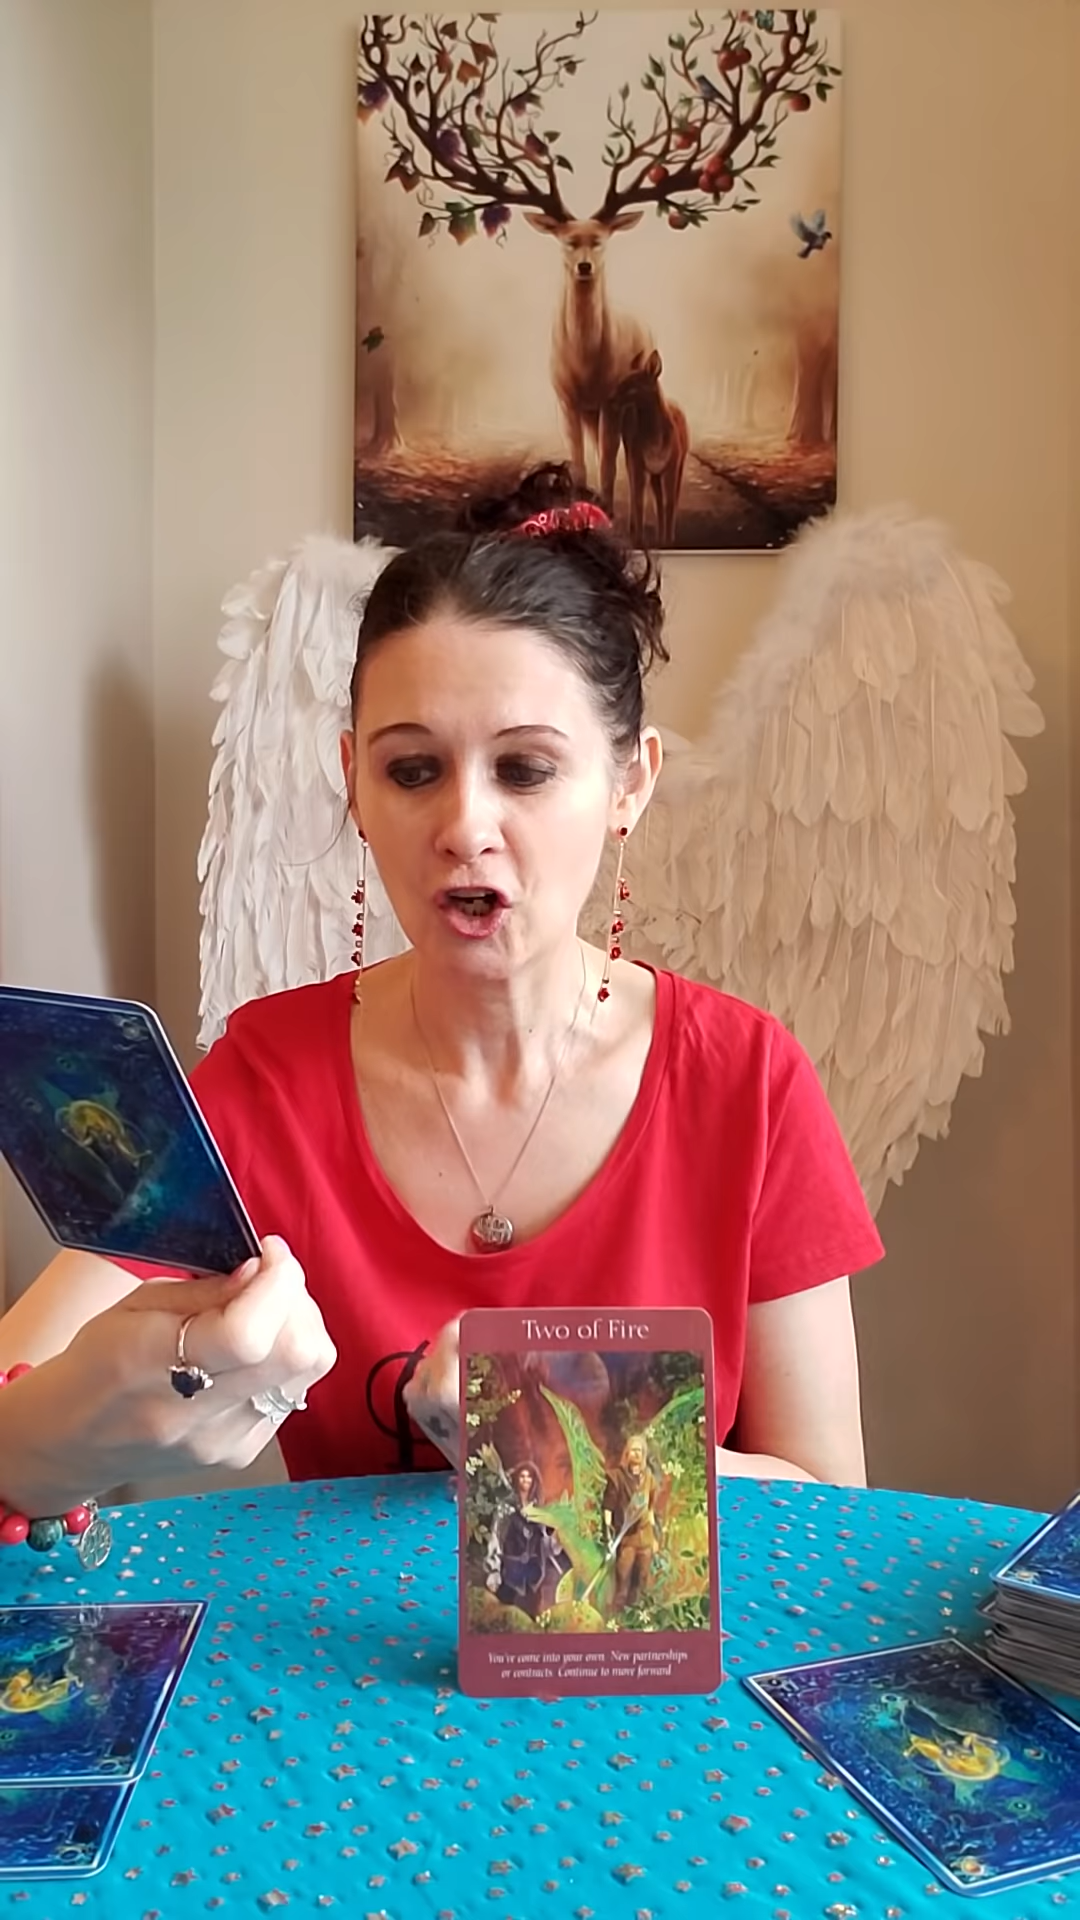 Two of Fire
You've come into your own. New partnerships
or contracts. Continue to move forward